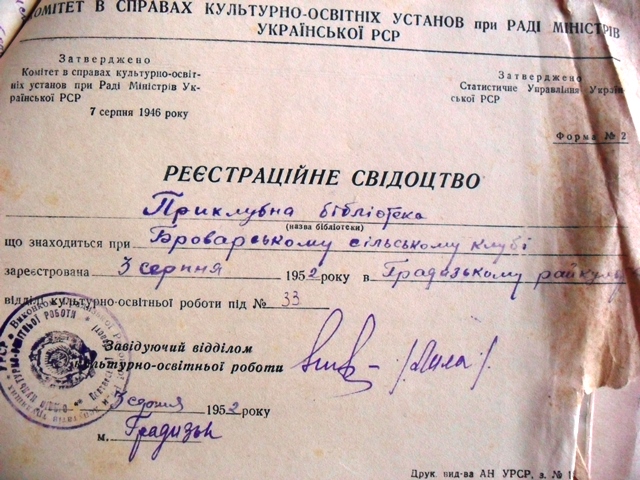 КОМІТЕТ В СПРАВАХ КУЛЬТУРНО-ОСВІТНІХ УСТАНОВ при РАДІ МІНІСТРІВ
УКРАЇНСЬКОЇ РСР
Затверджено
Комітет в справах культурно-освіт-
ніх установ при Раді Міністрів Ук-
раїнської РСР
7 серпня 1946 року
Затверджено
Статистичне Управління Украї
ської РСР
Форма № 2
РЕЄСТРАЦІЙНЕ СВІДОЦТВО
Приклубна бібліотека
(назва бібліотеки)
що знаходиться при Броварському сільському клубі
зареєстрована 3 серпня 1952 року в Градизькому райкульт
відділі культурно-освітньої роботи під № 33
Завідуючий відділом
культурно-освітньої роботи /Лила/
3 серпня 1952 року
м. Градизьк
Друк. вид-ва АН УРСР, з. №